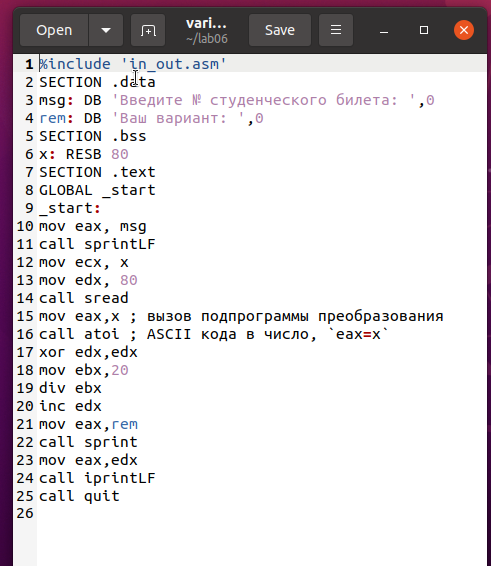 Open vari... ~/lab06 Save
1 %include 'in_out.asm'
2 SECTION .data
3 msg: DB 'Введите № студенческого билета: ',0
4 rem: DB 'Ваш вариант: ',0
5 SECTION .bss
6 x: RESB 80
7 SECTION .text
8 GLOBAL _start
9 _start:
10 mov eax, msg
11 call sprintLF
12 mov ecx, x
13 mov edx, 80
14 call sread
15 mov eax,x ; вызов подпрограммы преобразования
16 call atoi ; ASCII кода в число, `eax=x`
17 xor edx,edx
18 mov ebx,20
19 div ebx
20 inc edx
21 mov eax,rem
22 call sprint
23 mov eax,edx
24 call iprintLF
25 call quit
26